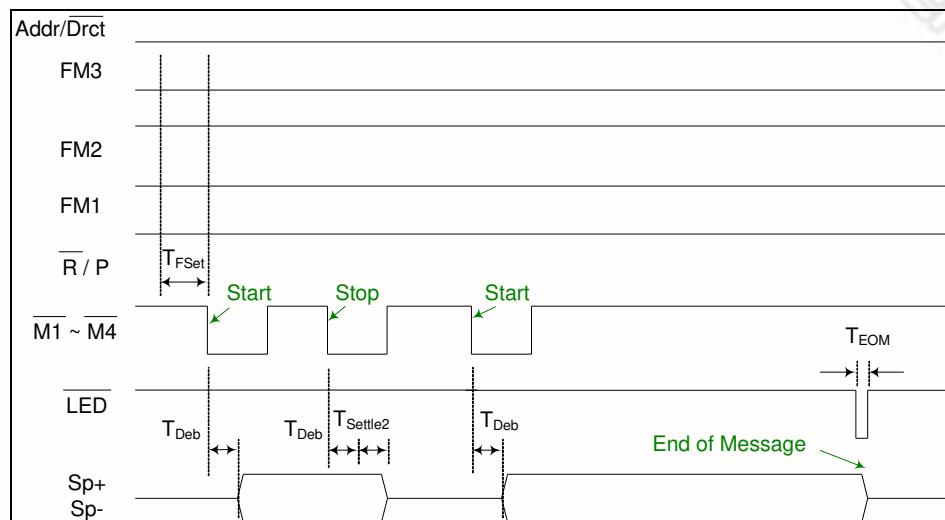 Addr/Drct
FM3
FM2
FM1
R / P
TFSet
Start Stop Start
M1 ~ M4
TEOM
LED
TDeb TDeb TSettle2 TDeb
End of Message
Sp+
Sp-